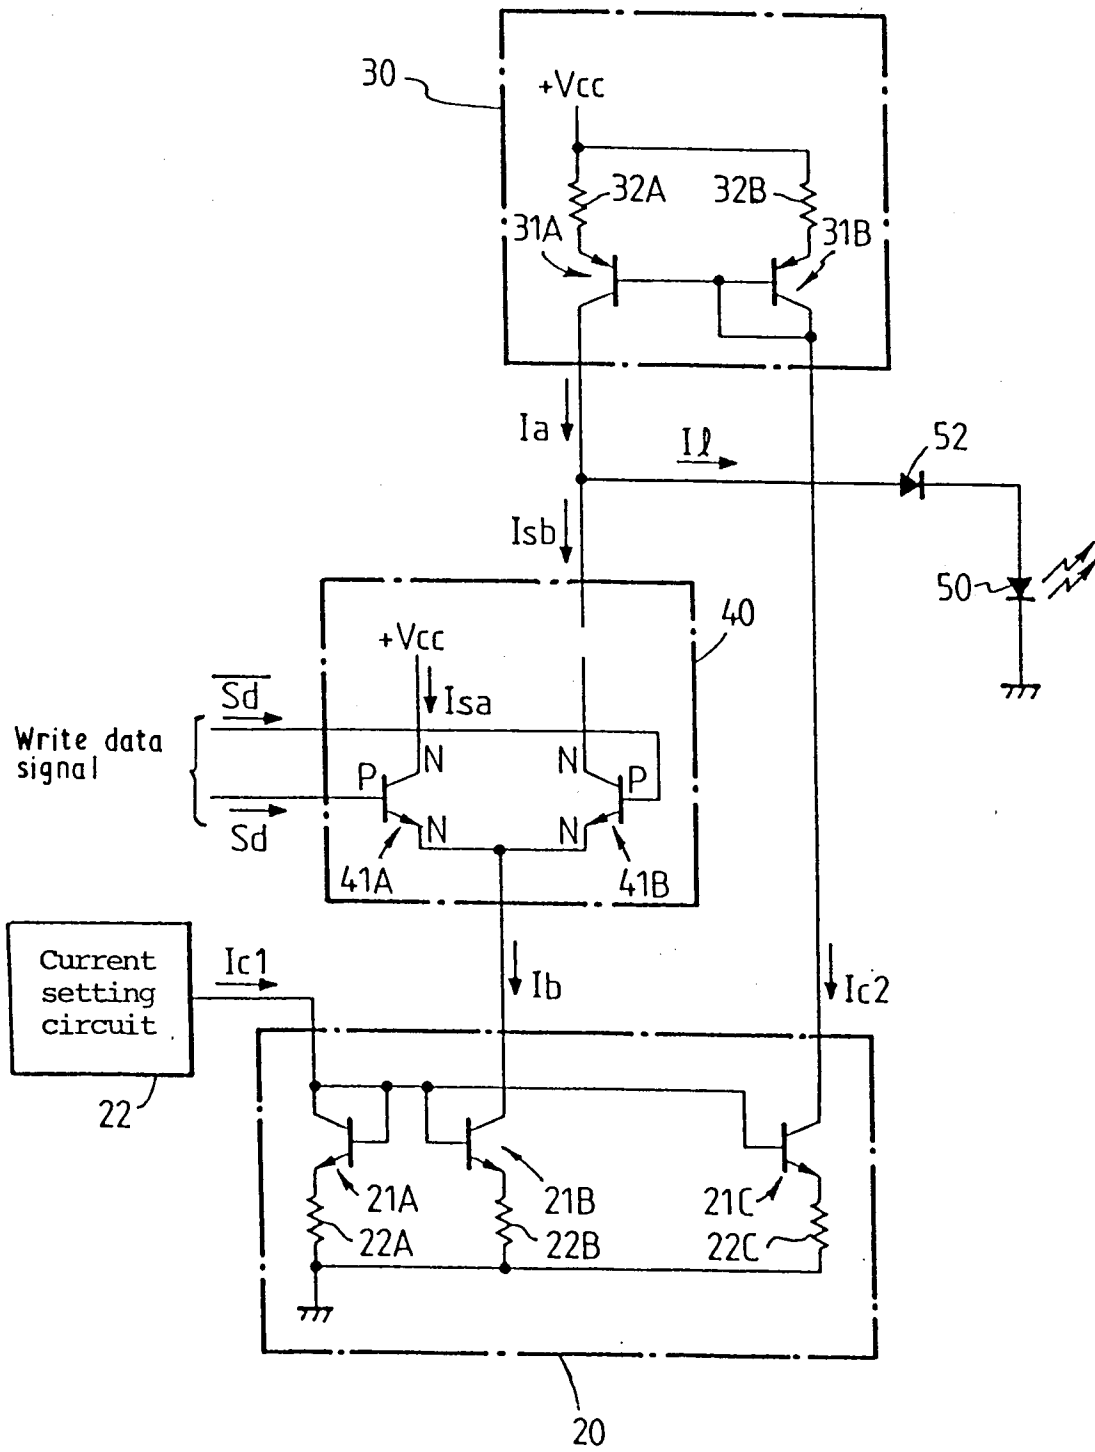 30
+Vcc
32A
32B
31A
31B
Ia
Iℓ
52
Isb
50
40
+Vcc
Isa
S̅d̅
Write data
signal
P
N
N
P
Sd
N
N
41A
41B
Current
setting
circuit
Ic1
Ib
Ic2
22
21A
21B
21C
22A
22B
22C
20